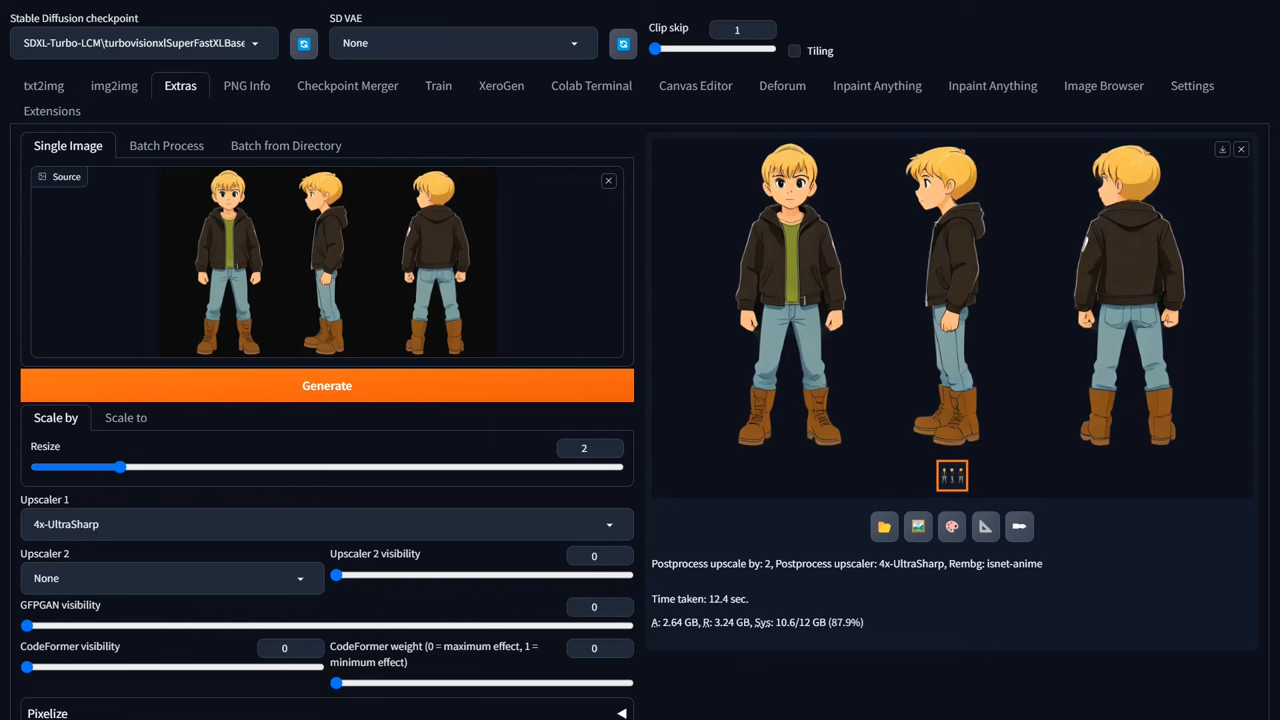 Stable Diffusion checkpoint
SD VAE
Clip skip
1
SDXL-Turbo-LCM\turbovisionxlSuperFastXLBase
None
Tiling
txt2img
img2img
Extras
PNG Info
Checkpoint Merger
Train
XeroGen
Colab Terminal
Canvas Editor
Deforum
Inpaint Anything
Inpaint Anything
Image Browser
Settings
Extensions
Single Image
Batch Process
Batch from Directory
Source
Generate
Scale by
Scale to
Resize
2
Upscaler 1
4x-UltraSharp
Upscaler 2
None
Upscaler 2 visibility
0
GFPGAN visibility
0
CodeFormer visibility
0
CodeFormer weight (0 = maximum effect, 1 =
minimum effect)
0
Pixelize
Postprocess upscale by: 2, Postprocess upscaler: 4x-UltraSharp, Rembg: isnet-anime
Time taken: 12.4 sec.
A: 2.64 GB, R: 3.24 GB, Sys: 10.6/12 GB (87.9%)